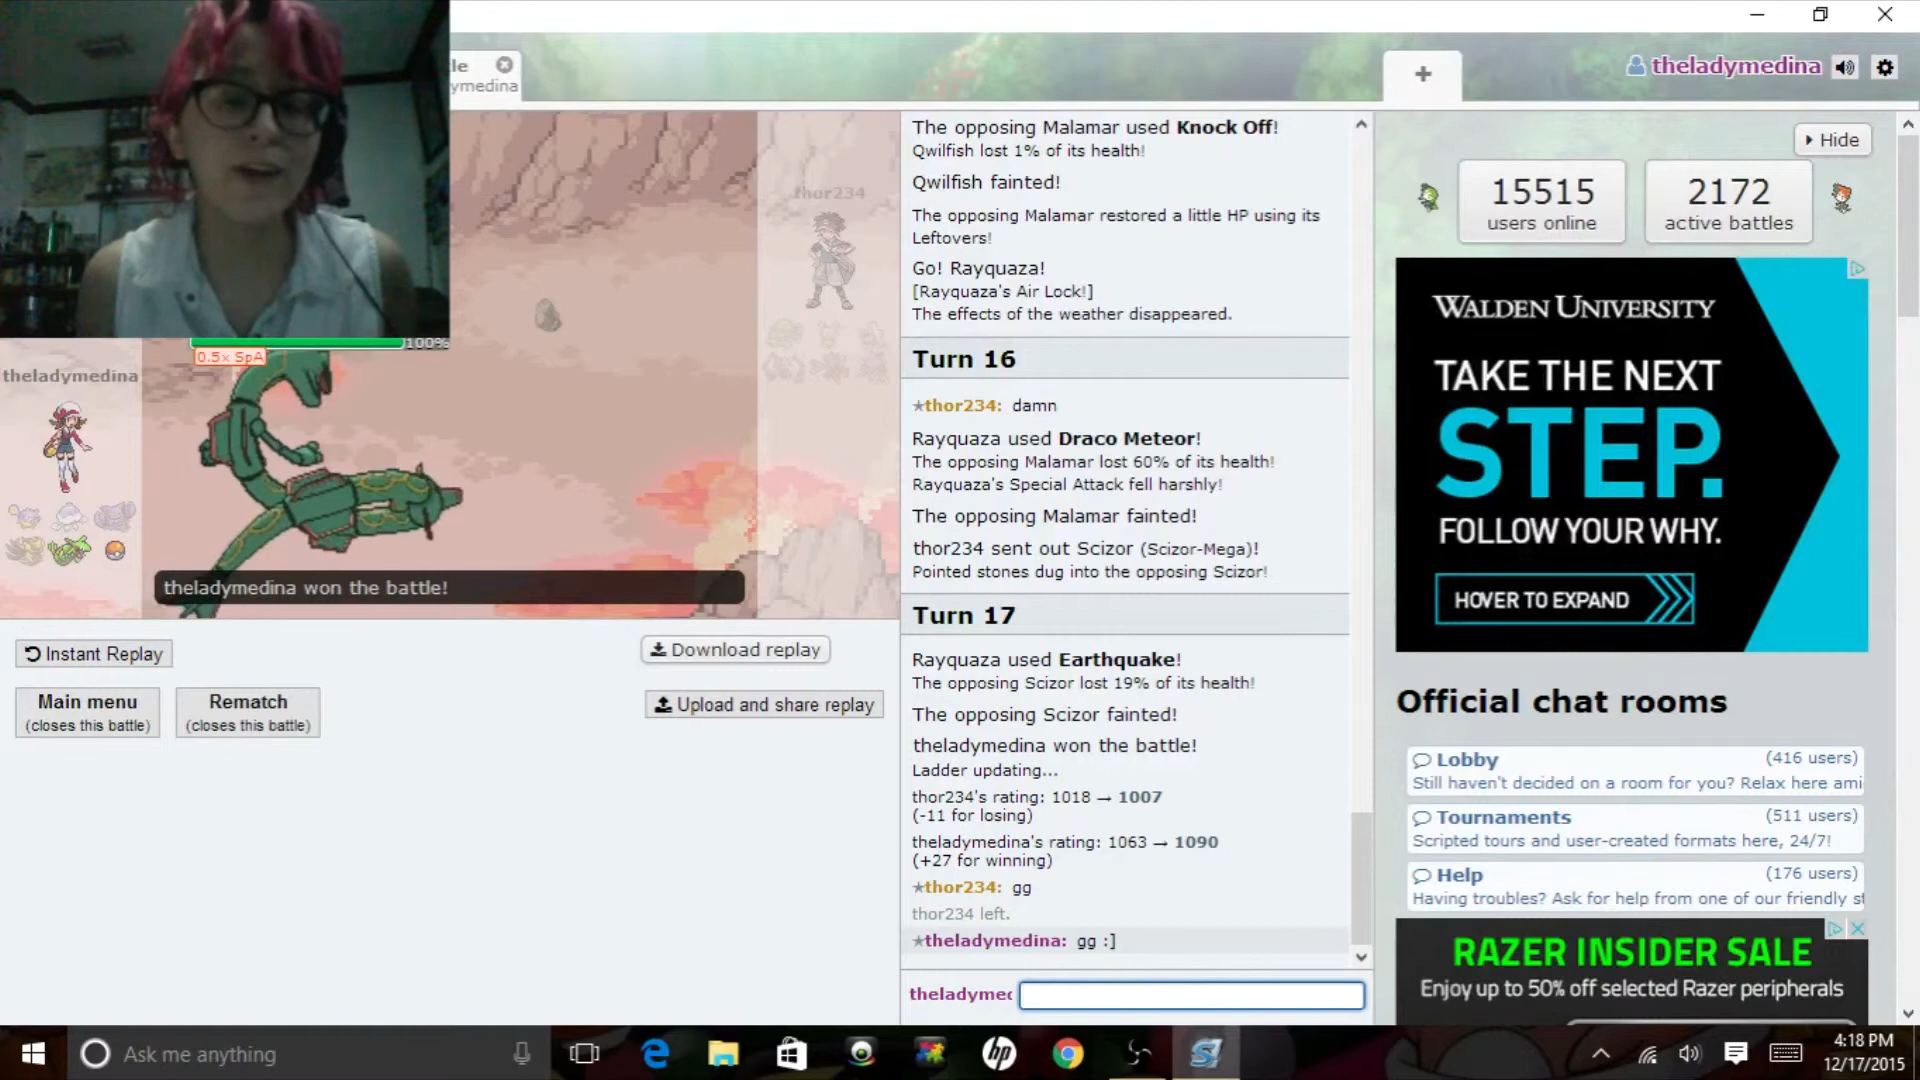 le
ymedina
theladymedina
thor234
100%
0.5x SpA
theladymedina
theladymedina won the battle!
Instant Replay
Download replay
Main menu
(closes this battle)
Rematch
(closes this battle)
Upload and share replay
The opposing Malamar used Knock Off!
Qwilfish lost 1% of its health!
Qwilfish fainted!
The opposing Malamar restored a little HP using its
Leftovers!
Go! Rayquaza!
[Rayquaza's Air Lock!]
The effects of the weather disappeared.
Turn 16
★thor234: damn
Rayquaza used Draco Meteor!
The opposing Malamar lost 60% of its health!
Rayquaza's Special Attack fell harshly!
The opposing Malamar fainted!
thor234 sent out Scizor (Scizor-Mega)!
Pointed stones dug into the opposing Scizor!
Turn 17
Rayquaza used Earthquake!
The opposing Scizor lost 19% of its health!
The opposing Scizor fainted!
theladymedina won the battle!
Ladder updating...
thor234's rating: 1018 → 1007
(-11 for losing)
theladymedina's rating: 1063 → 1090
(+27 for winning)
★thor234: gg
thor234 left.
★theladymedina: gg :]
theladymed
Hide
15515
users online
2172
active battles
WALDEN UNIVERSITY
TAKE THE NEXT
STEP.
FOLLOW YOUR WHY.
HOVER TO EXPAND
Official chat rooms
Lobby (416 users)
Still haven't decided on a room for you? Relax here ami
Tournaments (511 users)
Scripted tours and user-created formats here, 24/7!
Help (176 users)
Having troubles? Ask for help from one of our friendly st
RAZER INSIDER SALE
Enjoy up to 50% off selected Razer peripherals
Ask me anything
hp
4:18 PM
12/17/2015